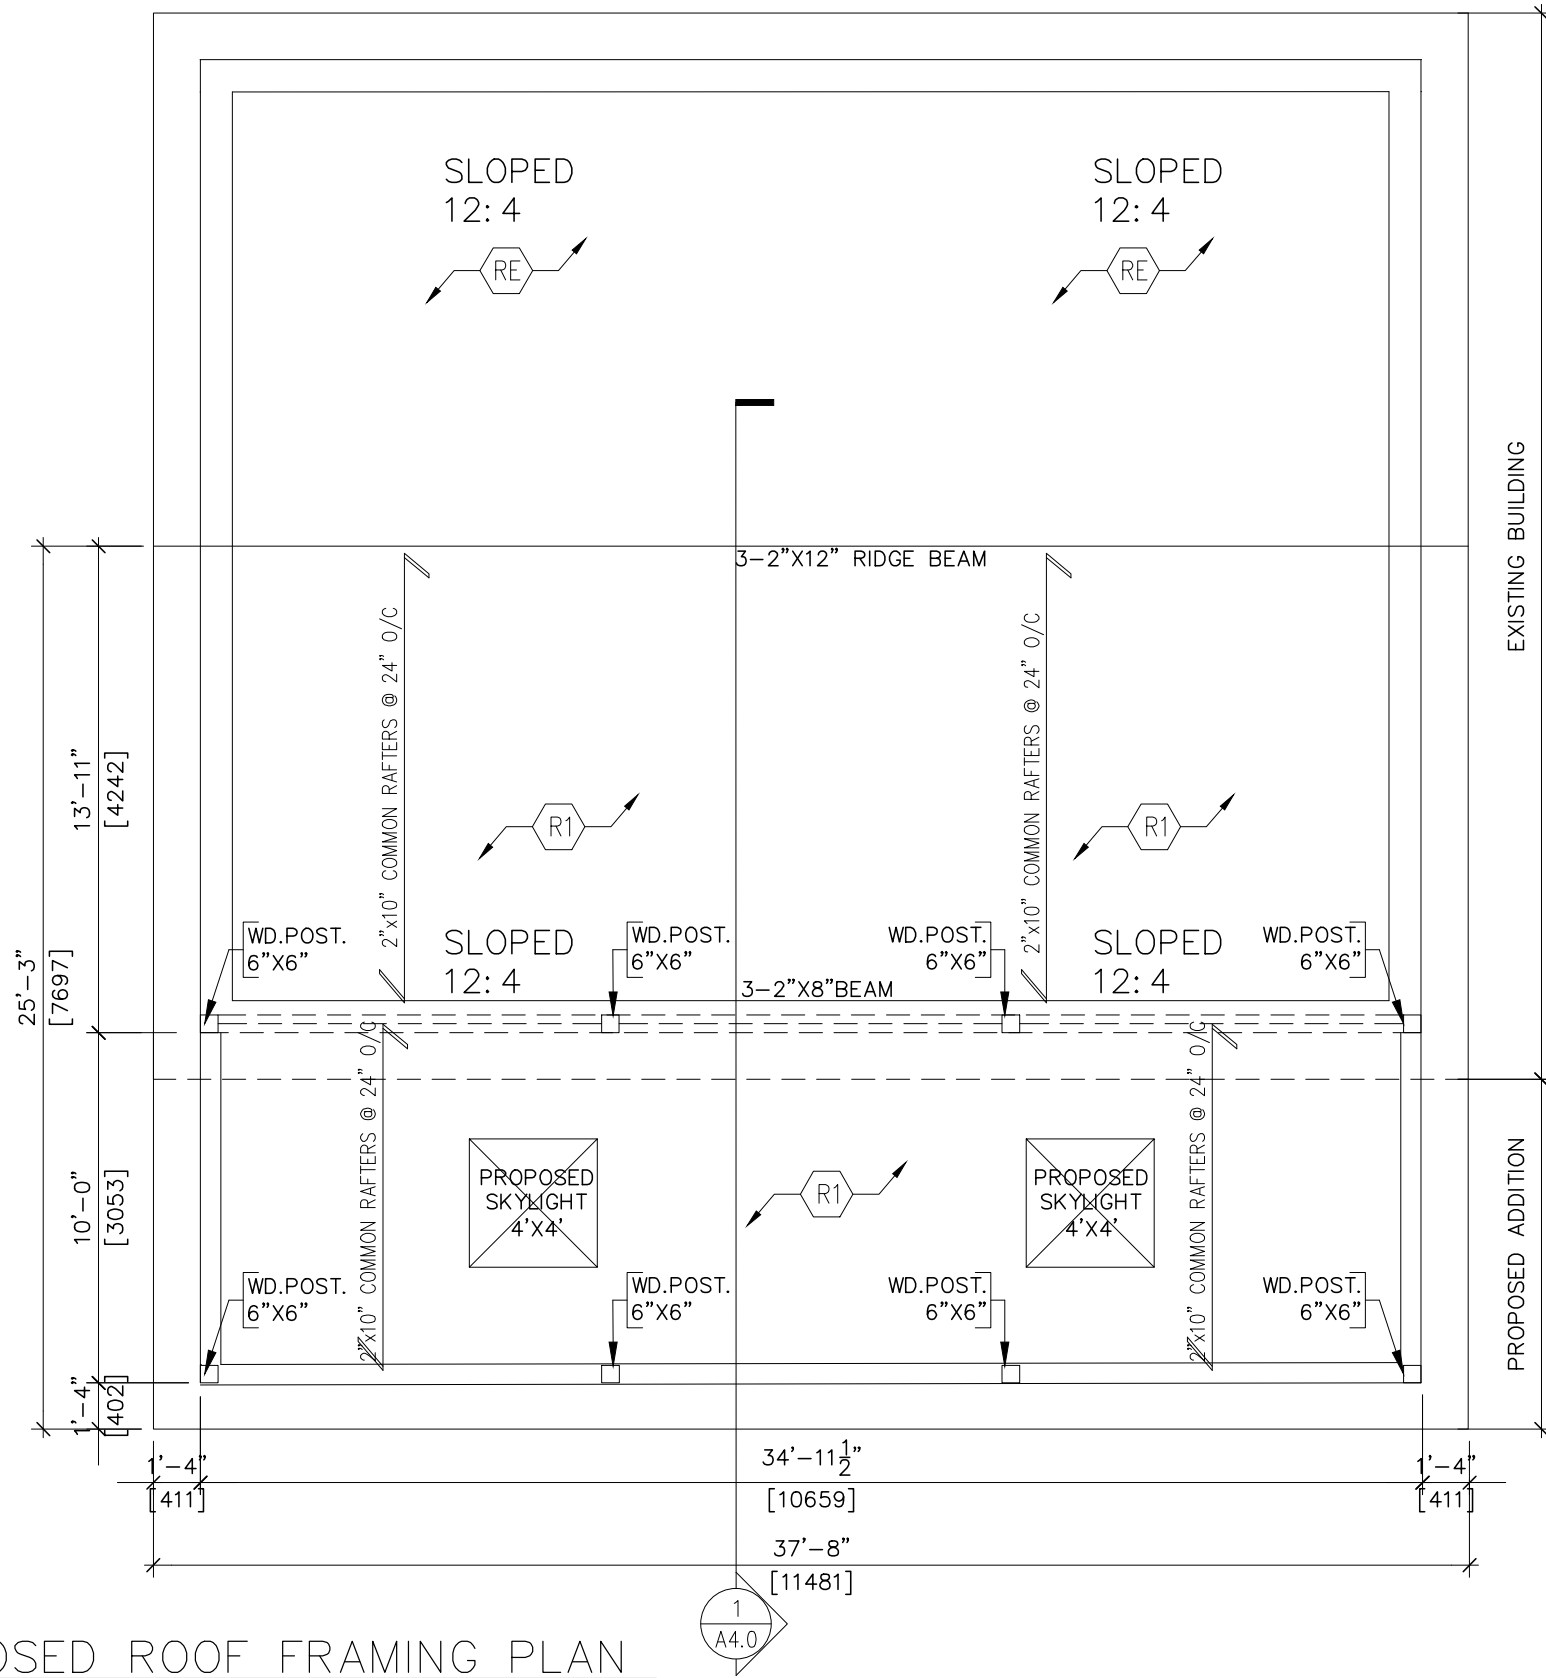 SLOPED
12: 4
SLOPED
12: 4
RE
RE
EXISTING BUILDING
3-2"X12" RIDGE BEAM
2"x10" COMMON RAFTERS @ 24" O/C
2"x10" COMMON RAFTERS @ 24" O/C
13'-11"
[4242]
25'-3"
[7697]
R1
R1
WD.POST.
6"X6"
SLOPED
12: 4
WD.POST.
6"X6"
WD.POST.
6"X6"
SLOPED
12: 4
WD.POST.
6"X6"
3-2"X8"BEAM
2"x10" COMMON RAFTERS @ 24" O/C
2"x10" COMMON RAFTERS @ 24" O/C
10'-0"
[3053]
PROPOSED
SKYLIGHT
4'X4'
R1
PROPOSED
SKYLIGHT
4'X4'
PROPOSED ADDITION
WD.POST.
6"X6"
WD.POST.
6"X6"
WD.POST.
6"X6"
WD.POST.
6"X6"
1'-4"
[402]
1'-4"
[411]
34'-11 1/2"
[10659]
1'-4"
[411]
37'-8"
[11481]
1
A4.0
OSED ROOF FRAMING PLAN